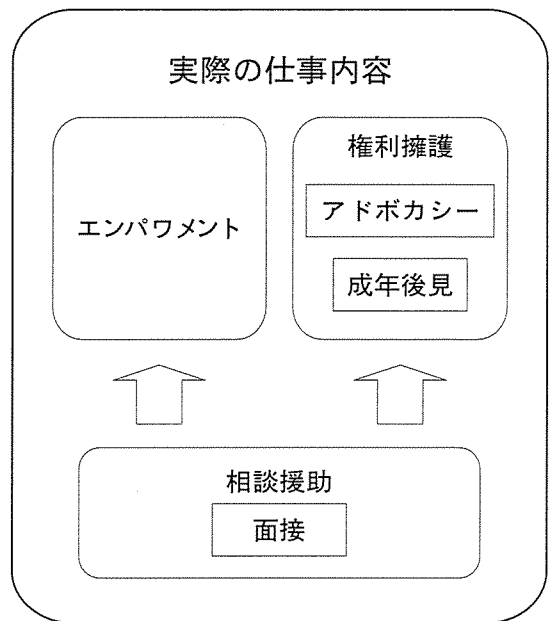 実際の仕事内容
エンパワメント
権利擁護
アドボカシー
成年後見
相談援助
面接